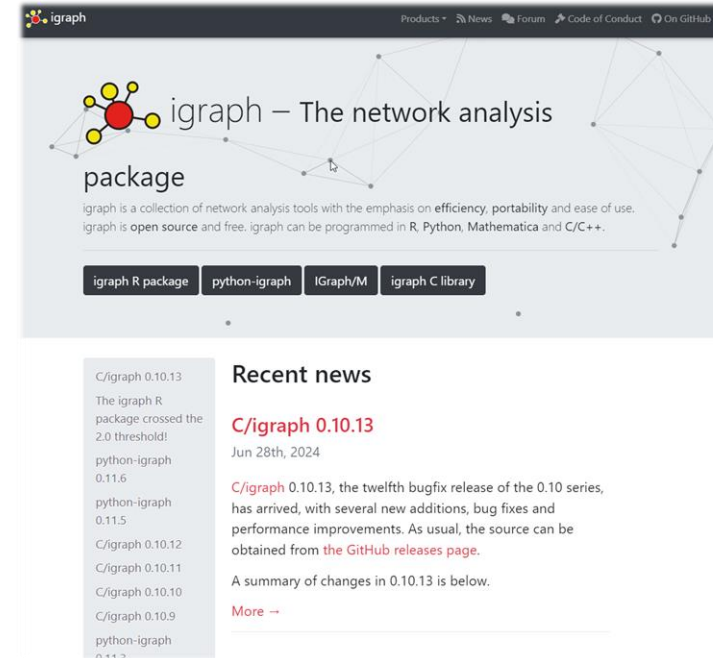 igraph
Products News Forum Code of Conduct On GitHub
igraph – The network analysis
package
igraph is a collection of network analysis tools with the emphasis on efficiency, portability and ease of use.
igraph is open source and free. igraph can be programmed in R, Python, Mathematica and C/C++.
igraph R package python-igraph IGraph/M igraph C library
C/igraph 0.10.13
The igraph R
package crossed the
2.0 threshold!
python-igraph
0.11.6
python-igraph
0.11.5
C/igraph 0.10.12
C/igraph 0.10.11
C/igraph 0.10.10
C/igraph 0.10.9
python-igraph
Recent news
C/igraph 0.10.13
Jun 28th, 2024
C/igraph 0.10.13, the twelfth bugfix release of the 0.10 series,
has arrived, with several new additions, bug fixes and
performance improvements. As usual, the source can be
obtained from the GitHub releases page.
A summary of changes in 0.10.13 is below.
More →